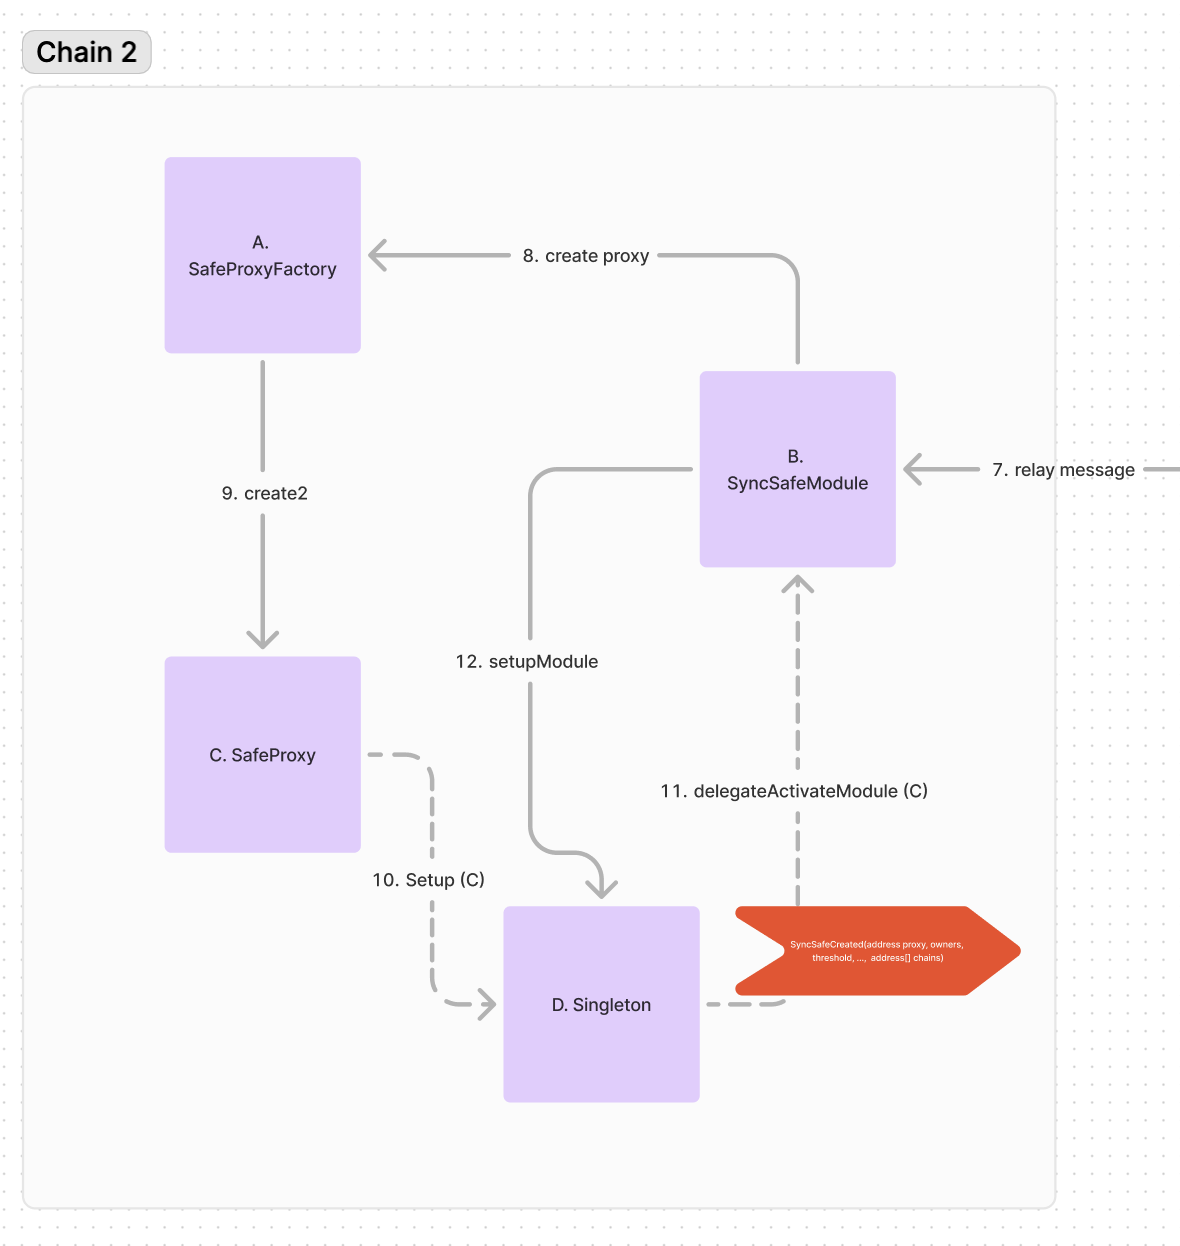 Chain 2
A.
SafeProxyFactory
8. create proxy
B.
SyncSafeModule
7. relay message
9. create2
12. setupModule
C. SafeProxy
11. delegateActivateModule (C)
10. Setup (C)
SyncSafeCreated(address proxy, owners,
threshold, ..., address[] chains)
D. Singleton